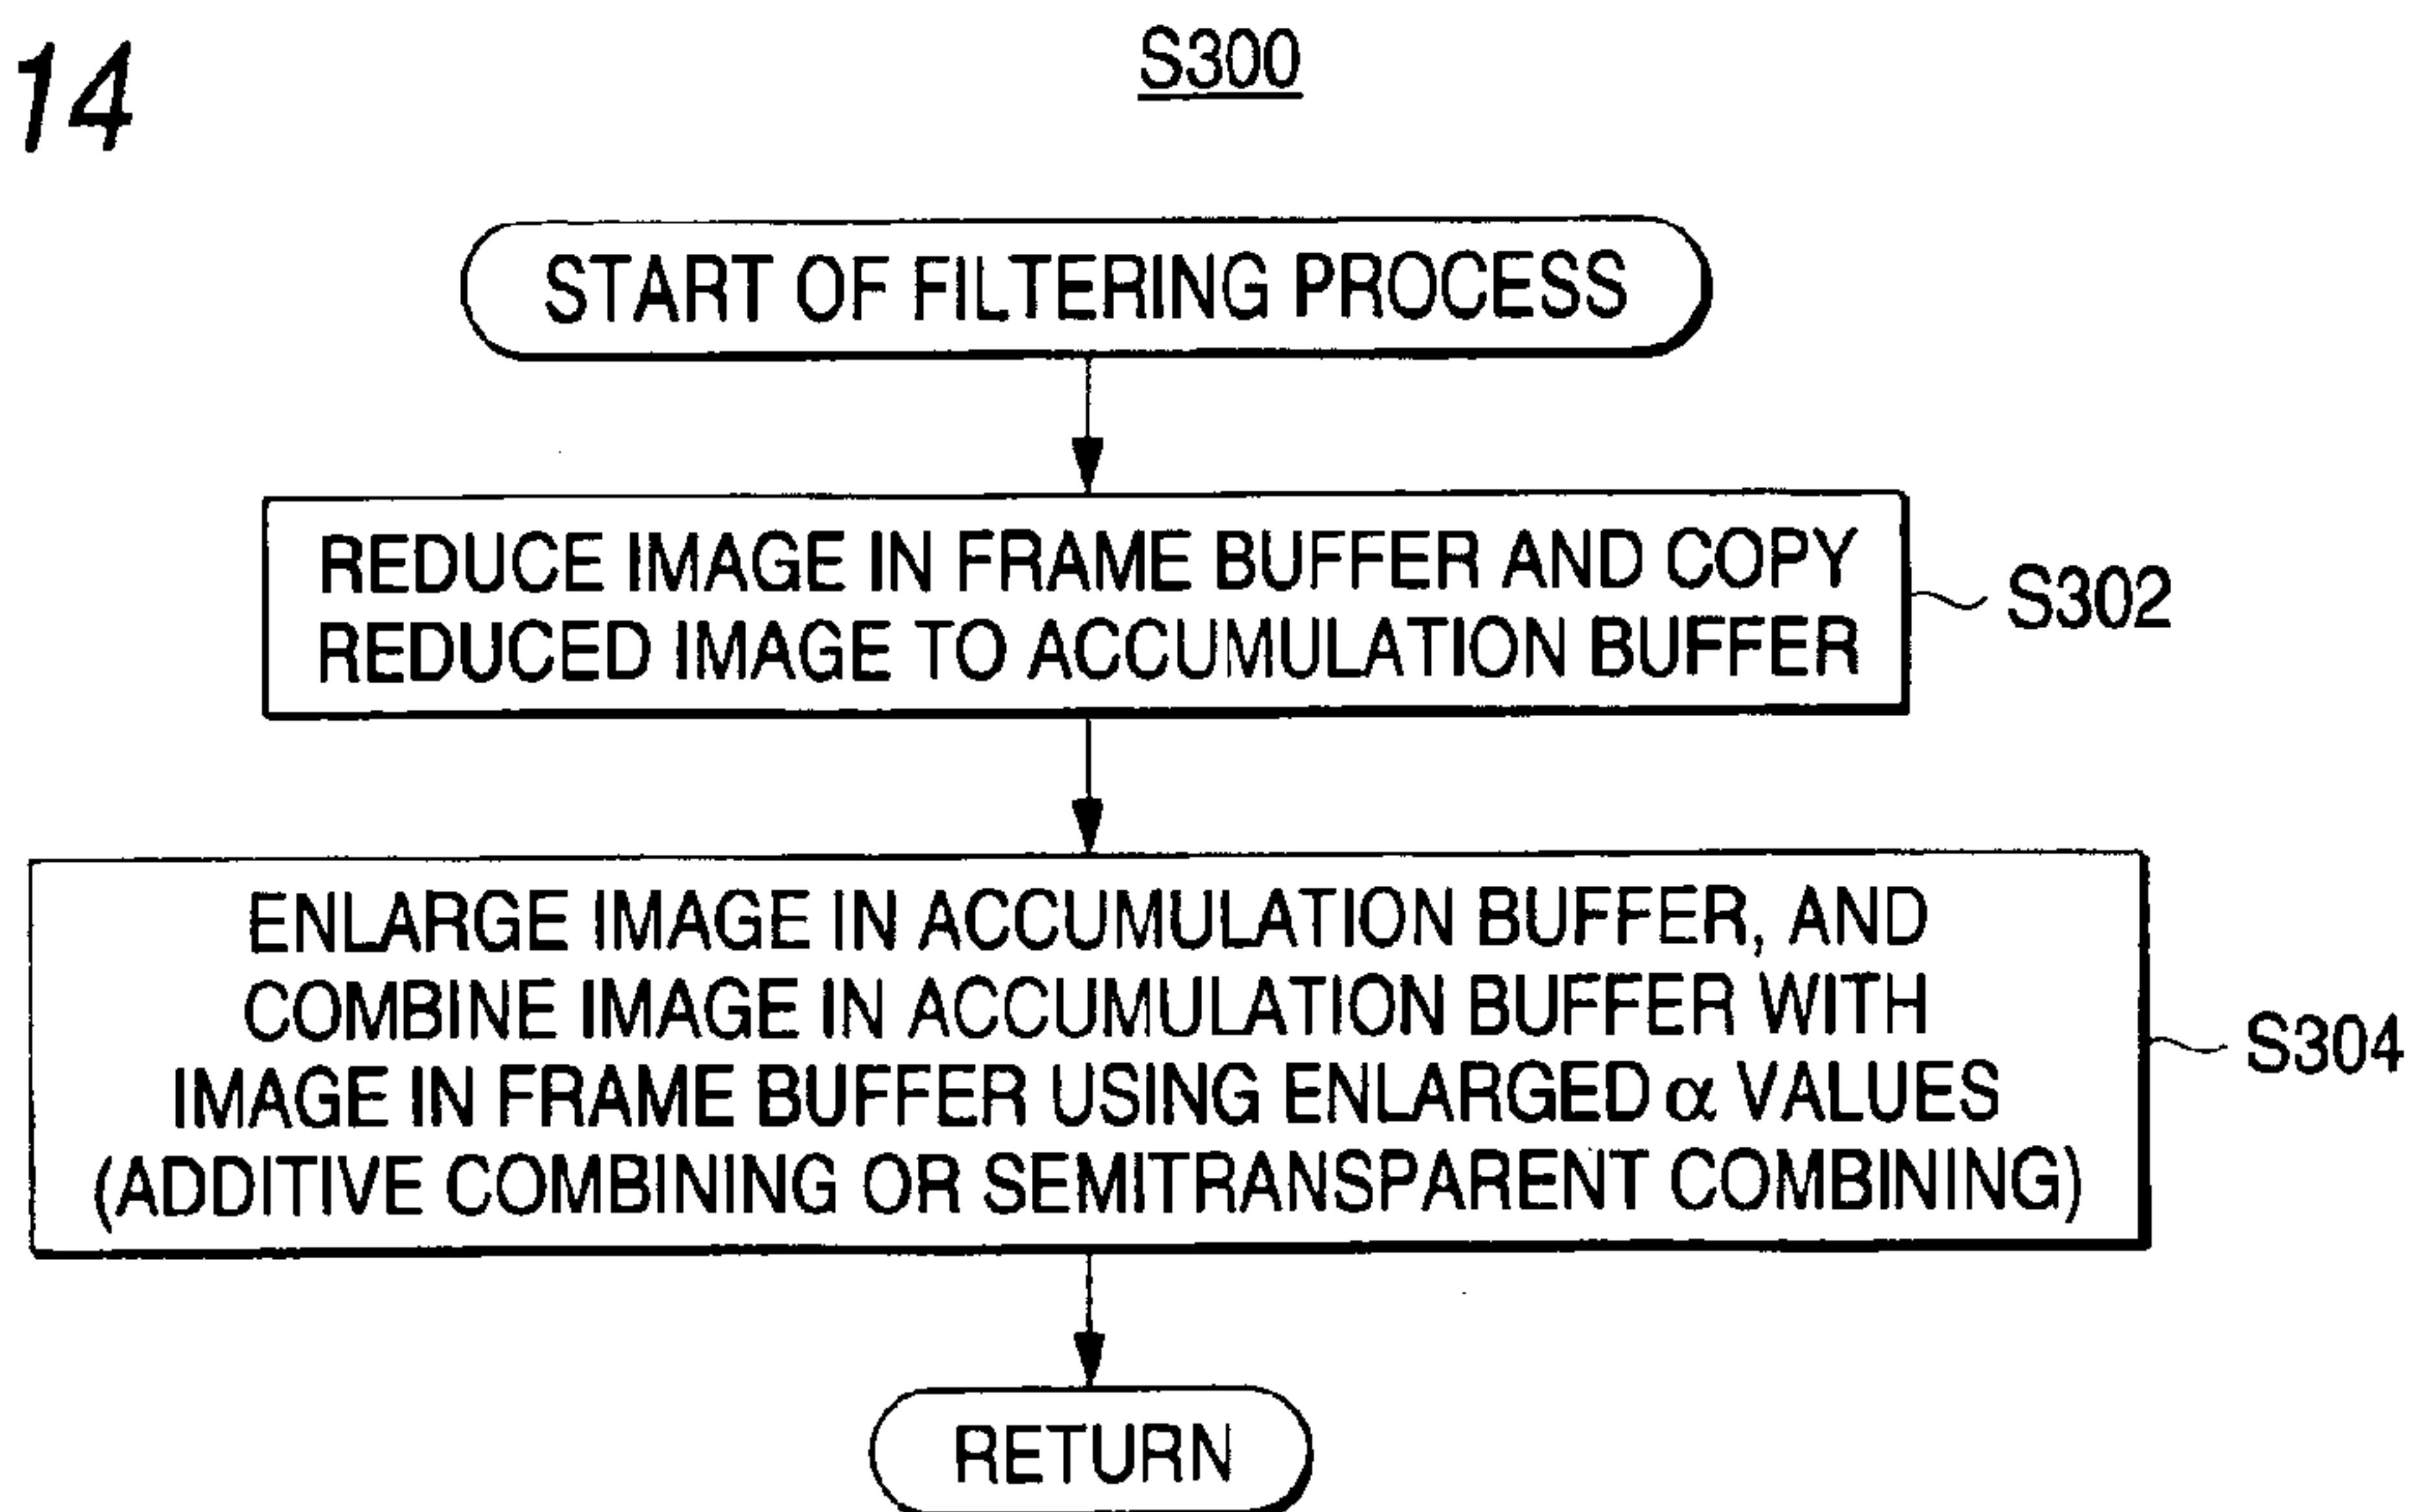 14
S300
START OF FILTERING PROCESS
REDUCE IMAGE IN FRAME BUFFER AND COPY
REDUCED IMAGE TO ACCUMULATION BUFFER
S302
ENLARGE IMAGE IN ACCUMULATION BUFFER, AND
COMBINE IMAGE IN ACCUMULATION BUFFER WITH
IMAGE IN FRAME BUFFER USING ENLARGED α VALUES
(ADDITIVE COMBINING OR SEMITRANSPARENT COMBINING)
S304
RETURN